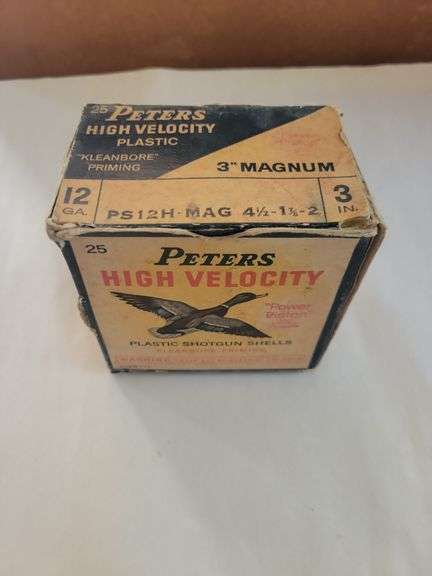 25 PETERS
HIGH VELOCITY
PLASTIC
"KLEANBORE"
PRIMING
3" MAGNUM
12
GA.
PS12H-MAG 4½-1⅞-2
3
IN.
25
PETERS
HIGH VELOCITY
"Power
Piston"
PLASTIC SHOTGUN SHELLS
KLEANBORE PRIMING
WARNING